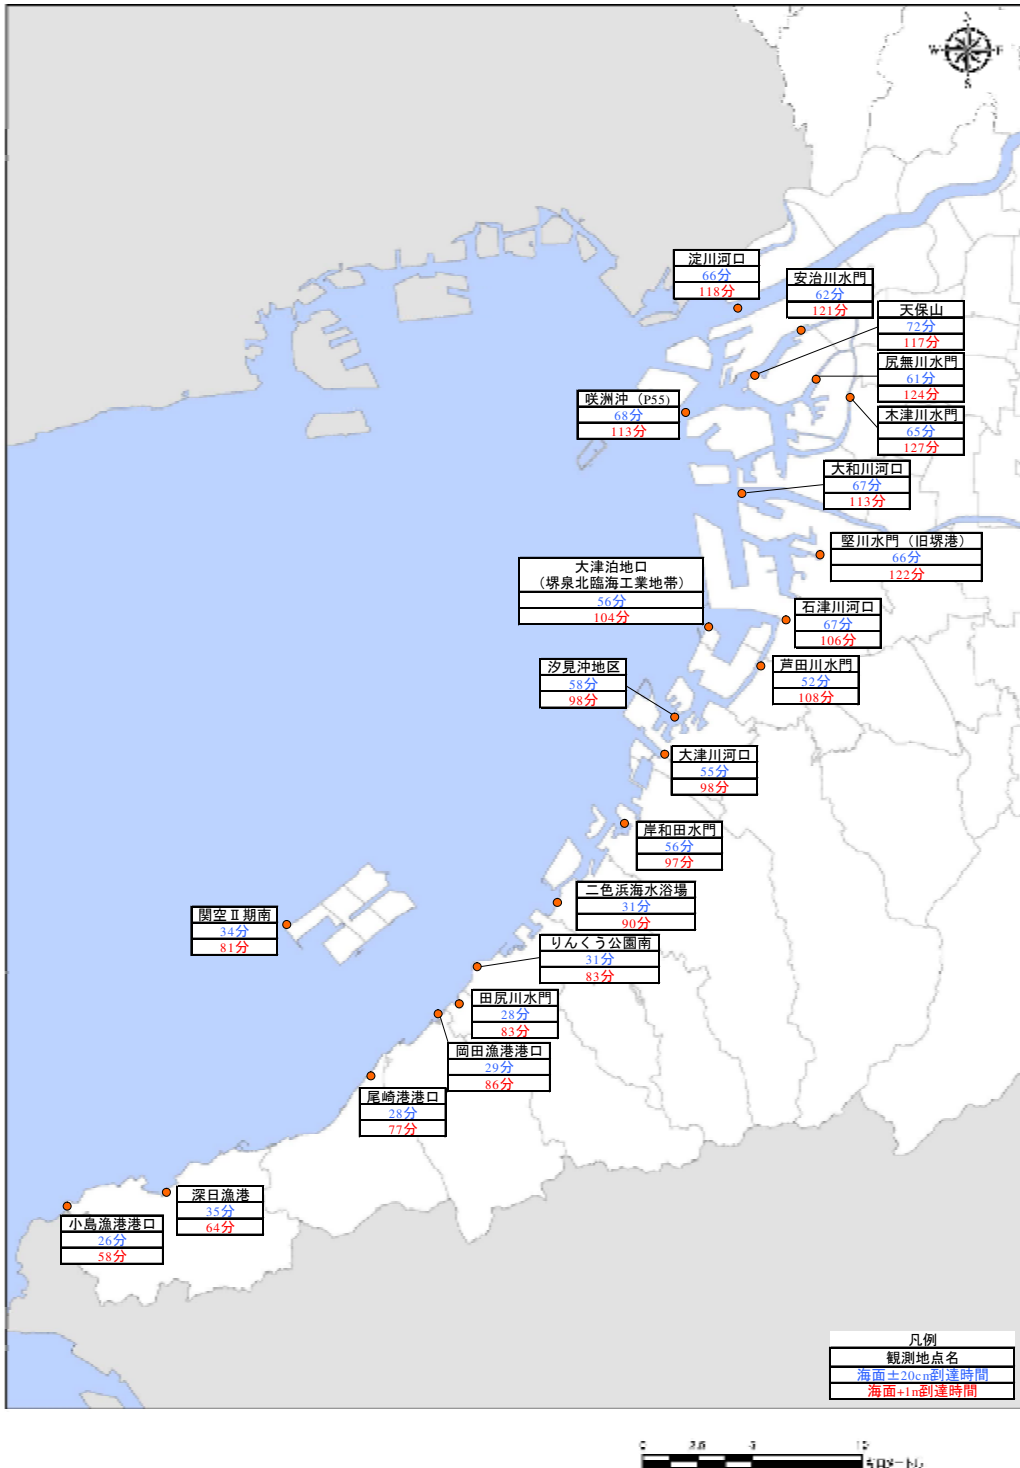 N
W
E
S
淀川河口
66分
118分
安治川水門
62分
121分
天保山
72分
117分
尻無川水門
61分
124分
咲洲沖（P55)
68分
113分
木津川水門
65分
127分
大和川河口
67分
113分
堅川水門（旧堺港）
66分
122分
大津泊地口
（堺泉北臨海工業地帯）
56分
104分
石津川河口
67分
106分
汐見沖地区
58分
98分
芦田川水門
52分
108分
大津川河口
55分
98分
岸和田水門
56分
97分
二色浜海水浴場
31分
90分
関空Ⅱ期南
34分
81分
りんくう公園南
31分
83分
田尻川水門
28分
83分
岡田漁港港口
29分
86分
尾崎港港口
28分
77分
深日漁港
35分
64分
小島漁港港口
26分
58分
凡例
観測地点名
海面±20cm到達時間
海面+1m到達時間
0 2.5 5 10
キロメートル